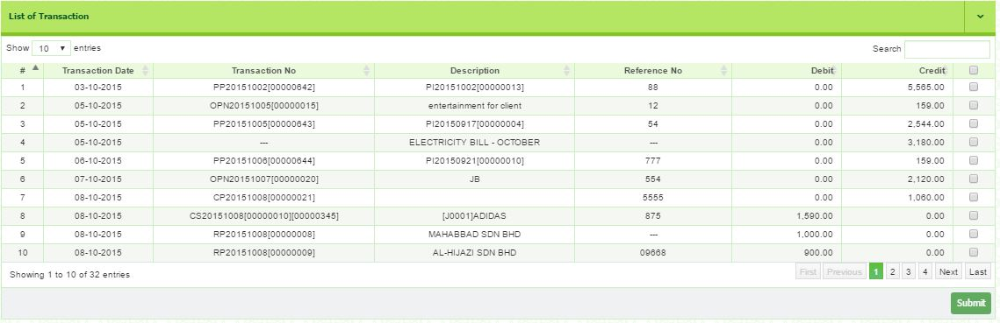 List of Transaction
Show 10 entries Search
# Transaction Date Transaction No Description Reference No Debit Credit
1 03-10-2015 PP20151002[00000642] PI20151002[00000013] 88 0.00 5,565.00
2 05-10-2015 OPN20151005[00000015] entertainment for client 12 0.00 159.00
3 05-10-2015 PP20151005[00000643] PI20150917[00000004] 54 0.00 2,544.00
4 05-10-2015 --- ELECTRICITY BILL - OCTOBER --- 0.00 3,180.00
5 06-10-2015 PP20151006[00000644] PI20150921[00000010] 777 0.00 159.00
6 07-10-2015 OPN20151007[00000020] JB 554 0.00 2,120.00
7 08-10-2015 CP20151008[00000021] 5555 0.00 1,060.00
8 08-10-2015 CS20151008[00000010][00000345] [J0001]ADIDAS 875 1,590.00 0.00
9 08-10-2015 RP20151008[00000008] MAHABBAD SDN BHD --- 1,000.00 0.00
10 08-10-2015 RP20151008[00000009] AL-HIJAZI SDN BHD 09668 900.00 0.00
Showing 1 to 10 of 32 entries First Previous 1 2 3 4 Next Last
Submit